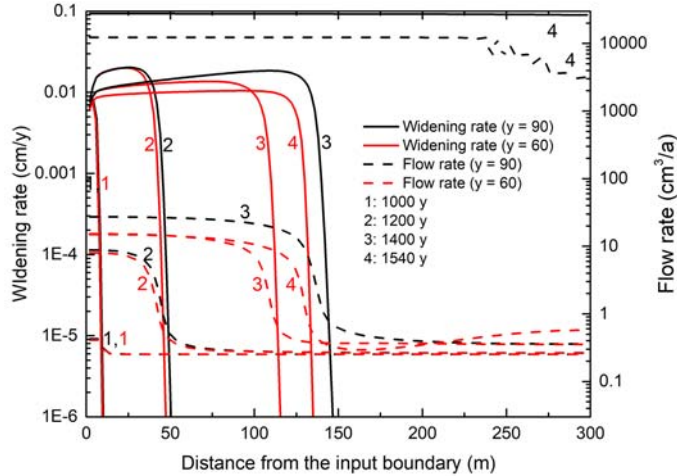 0.1
0.01
0.001
1E-4
1E-5
1E-6
WIdening rate (cm/y)
10000
1000
100
10
1
0.1
Flow rate (cm³/a)
0
50
100
150
200
250
300
Distance from the input boundary (m)
Widening rate (y = 90)
Widening rate (y = 60)
Flow rate (y = 90)
Flow rate (y = 60)
1: 1000 y
2: 1200 y
3: 1400 y
4: 1540 y
4
4
1
2
2
3
4
3
3
2
2
3
4
1,1